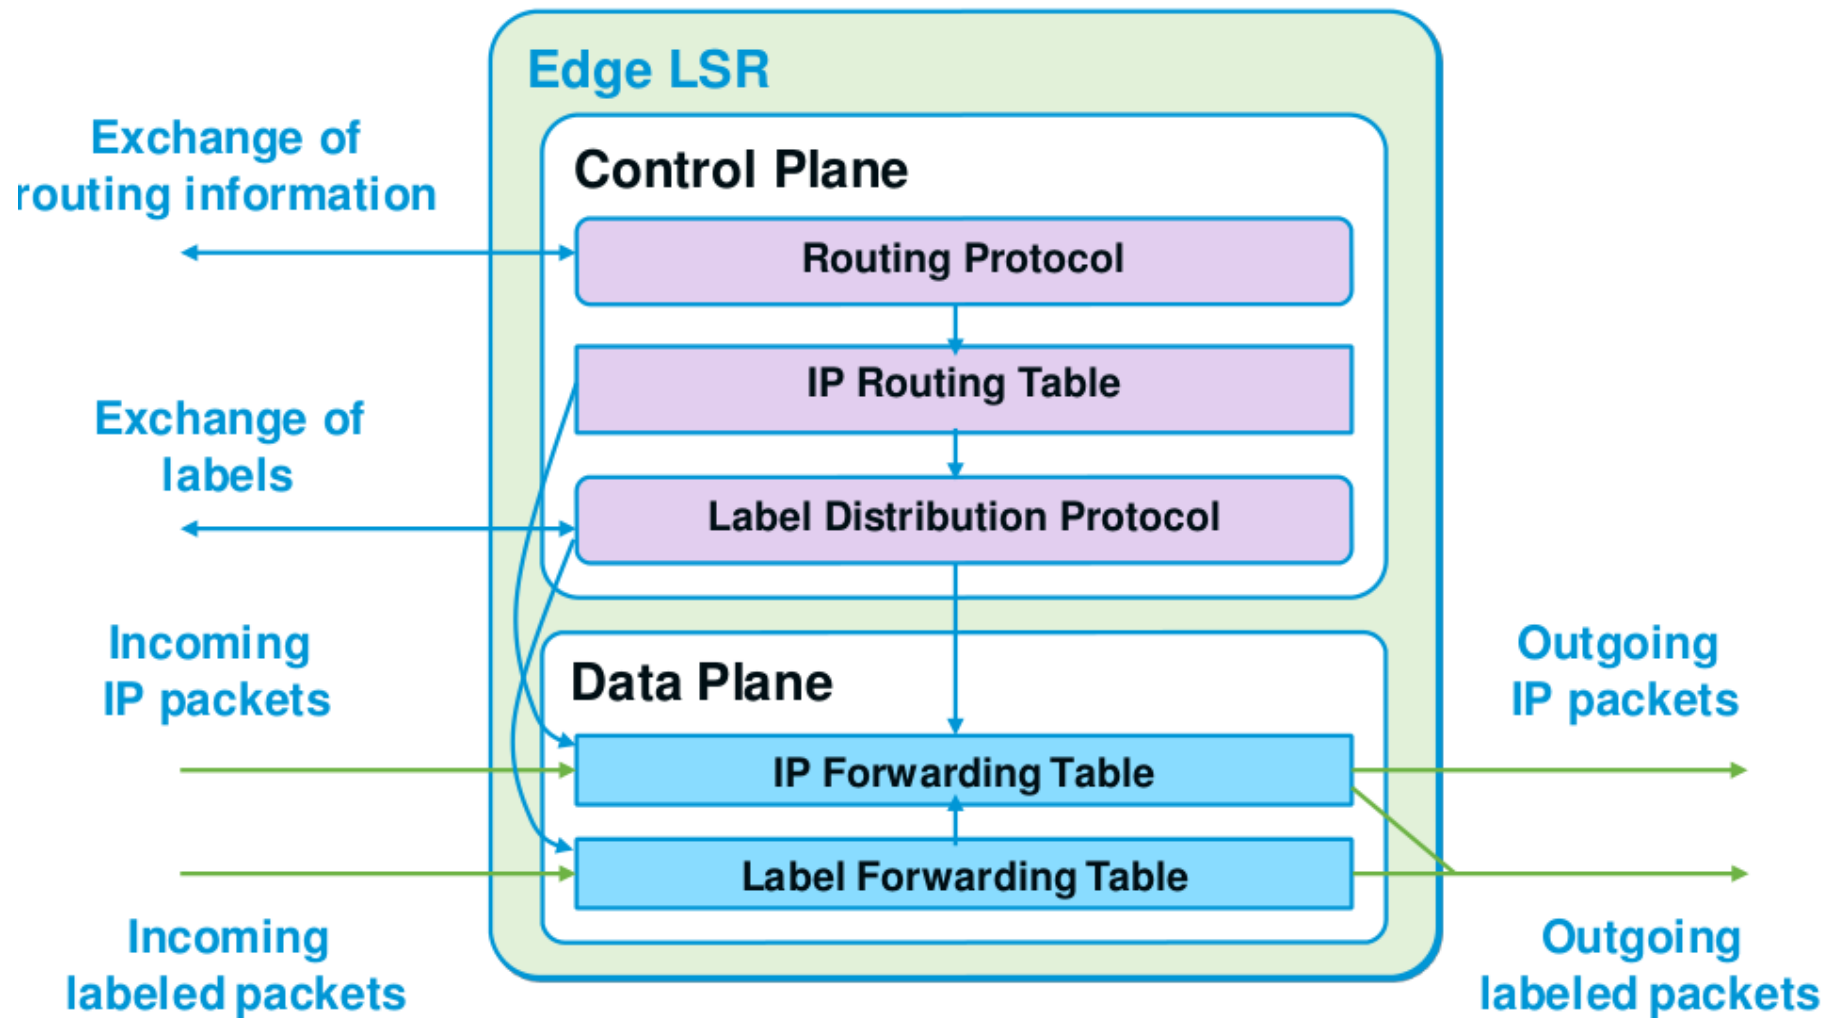 Edge LSR
Exchange of
routing information
Control Plane
Routing Protocol
IP Routing Table
Exchange of
labels
Label Distribution Protocol
Incoming
IP packets
Data Plane
Outgoing
IP packets
IP Forwarding Table
Label Forwarding Table
Incoming
labeled packets
Outgoing
labeled packets